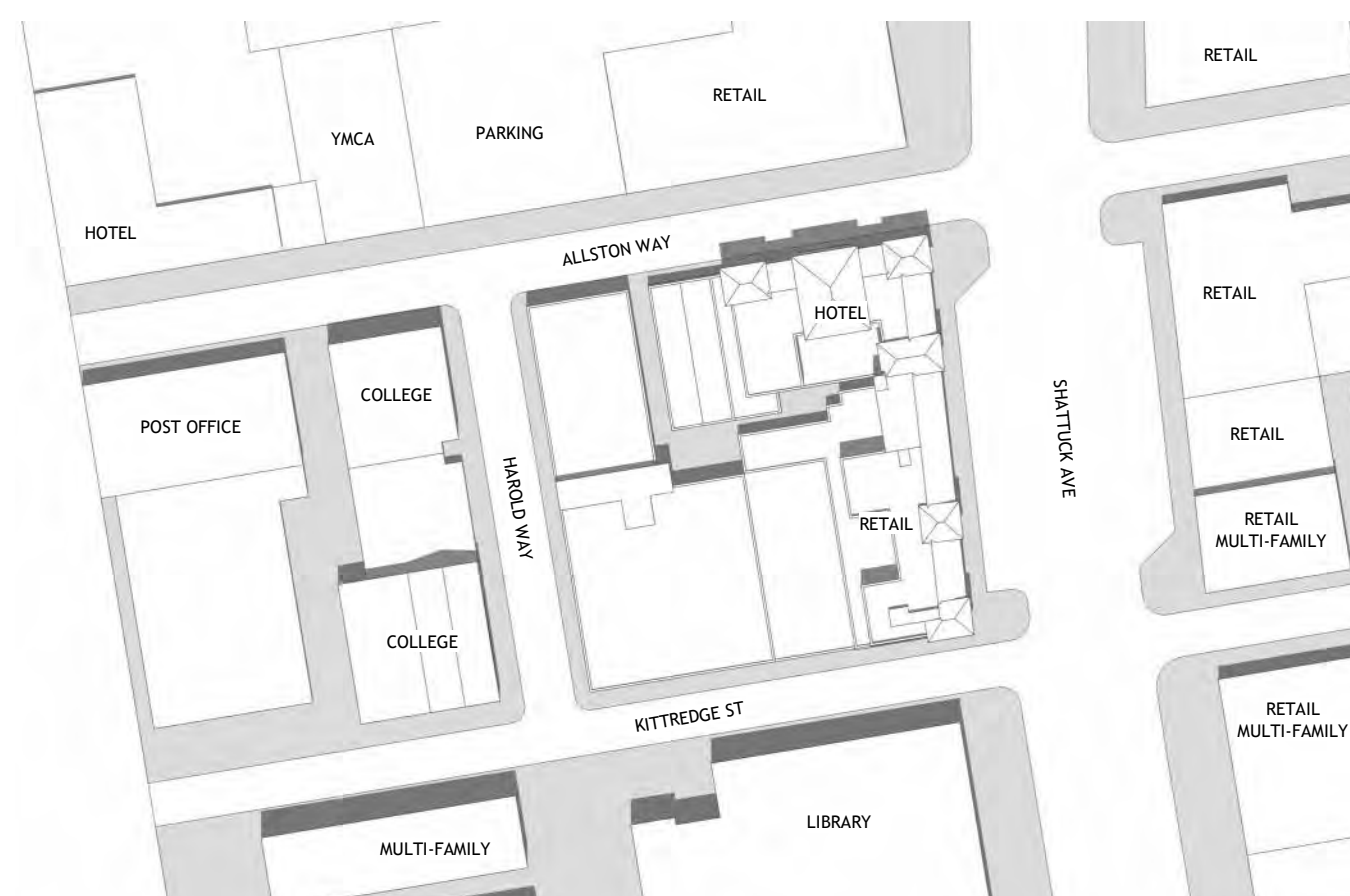 RETAIL
RETAIL
PARKING
YMCA
HOTEL
ALLSTON WAY
RETAIL
HOTEL
COLLEGE
POST OFFICE
SHATTUCK AVE
RETAIL
HAROLD WAY
RETAIL
RETAIL
MULTI-FAMILY
COLLEGE
KITTREDGE ST
RETAIL
MULTI-FAMILY
LIBRARY
MULTI-FAMILY